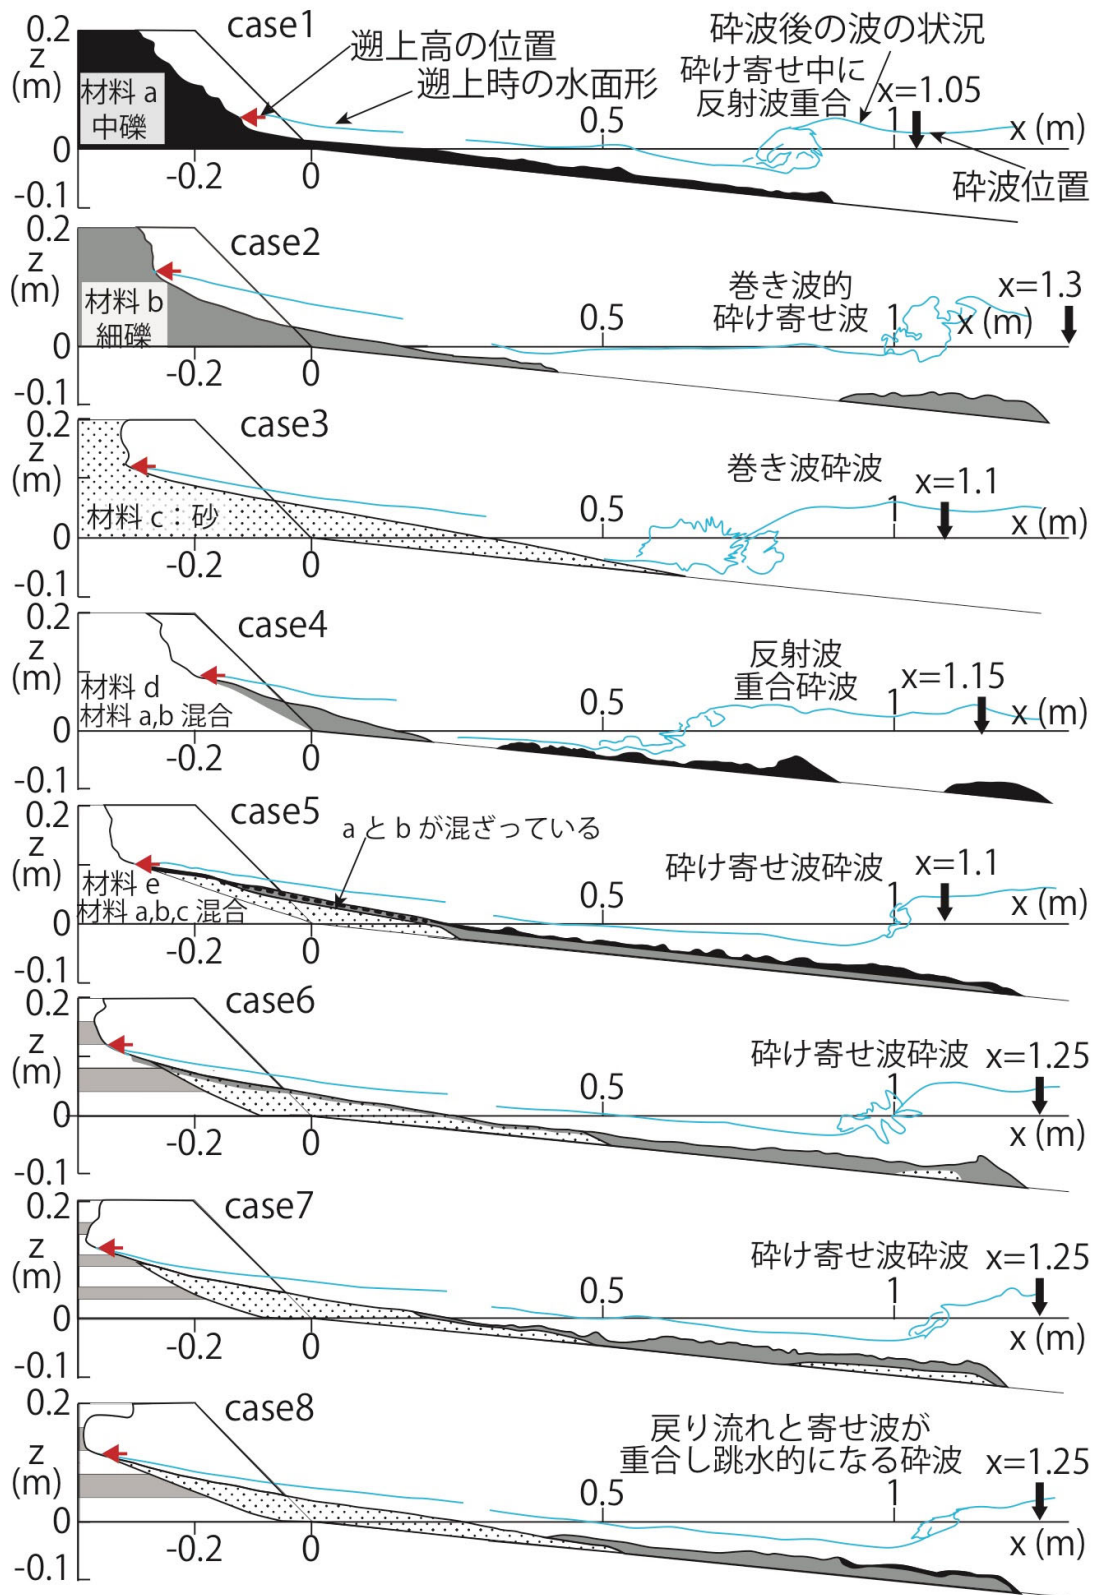 case1
0.2
z
(m)
0
-0.1
材料 a
中礫
遡上高の位置
遡上時の水面形
砕波後の波の状況
砕け寄せ中に
反射波重合
x=1.05
0.5
1
x (m)
砕波位置
-0.2
0
case2
0.2
z
(m)
0
-0.1
材料 b
細礫
巻き波的
砕け寄せ波
x=1.3
0.5
1
x (m)
-0.2
0
case3
0.2
z
(m)
0
-0.1
材料 c：砂
巻き波砕波
x=1.1
0.5
1
x (m)
-0.2
0
case4
0.2
z
(m)
0
-0.1
材料 d
材料 a,b 混合
反射波
重合砕波
x=1.15
0.5
1
x (m)
-0.2
0
case5
0.2
z
(m)
0
-0.1
a と b が混ざっている
材料 e
材料 a,b,c 混合
砕け寄せ波砕波
x=1.1
0.5
1
x (m)
-0.2
0
case6
0.2
z
(m)
0
-0.1
砕け寄せ波砕波
x=1.25
0.5
1
x (m)
-0.2
0
case7
0.2
z
(m)
0
-0.1
砕け寄せ波砕波
x=1.25
0.5
1
x (m)
-0.2
0
case8
0.2
z
(m)
0
-0.1
戻り流れと寄せ波が
重合し跳水的になる砕波
x=1.25
0.5
1
x (m)
-0.2
0